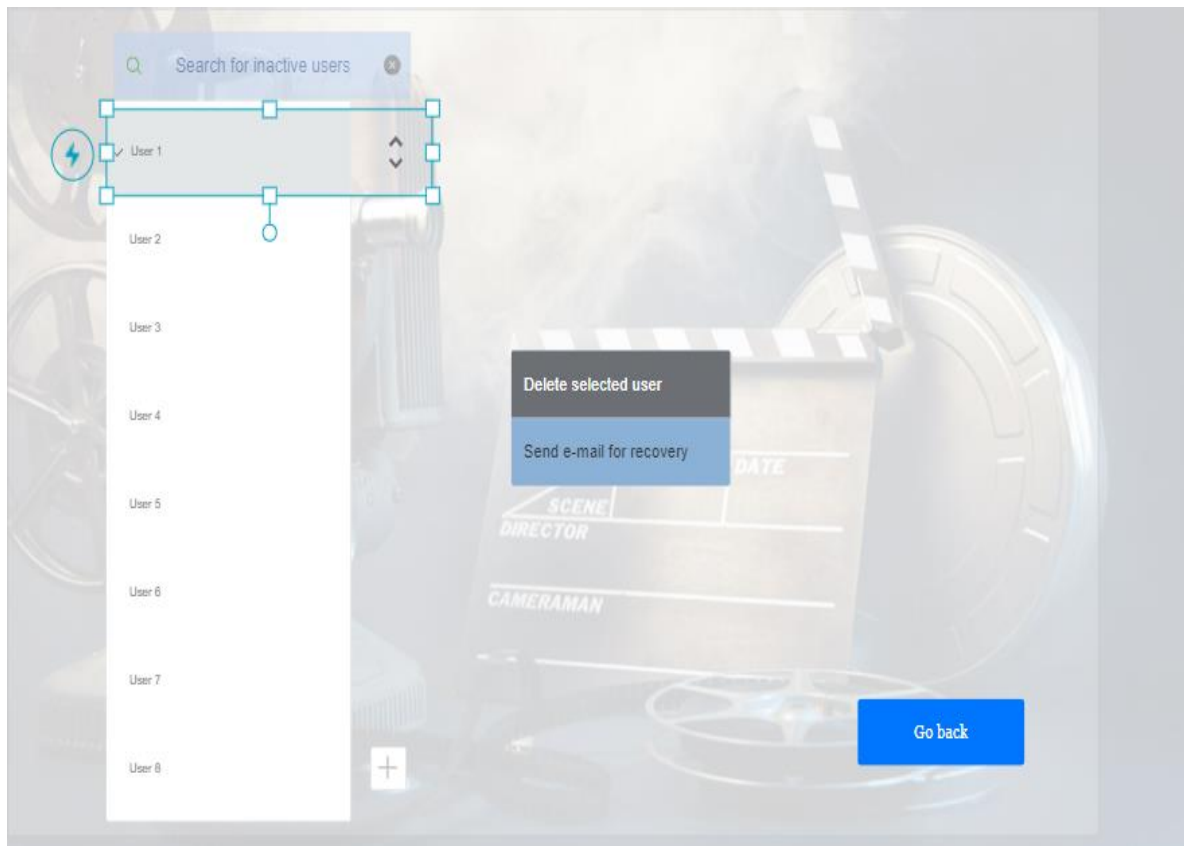 Search for inactive users
User 1
User 2
User 3
User 4
User 5
User 6
User 7
User 8
Delete selected user
Send e-mail for recovery
DATE
SCENE
DIRECTOR
CAMERAMAN
Go back